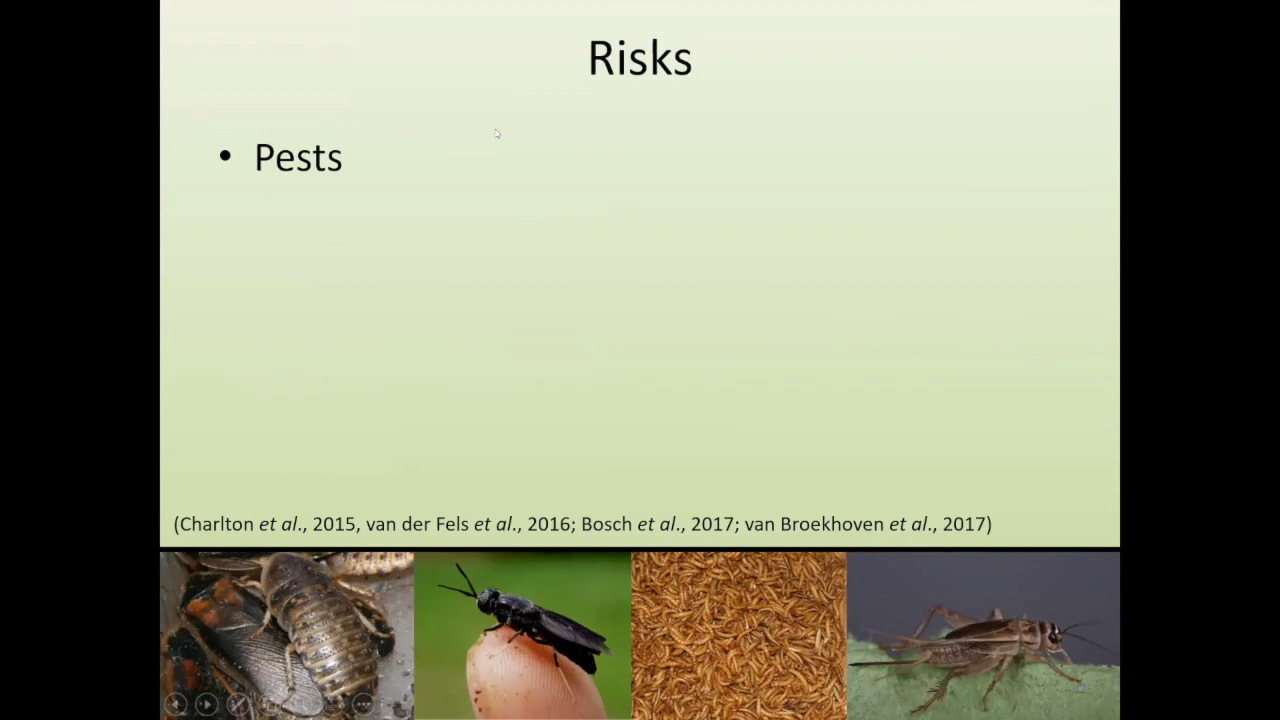 Risks
• Pests
(Charlton et al., 2015, van der Fels et al., 2016; Bosch et al., 2017; van Broekhoven et al., 2017)